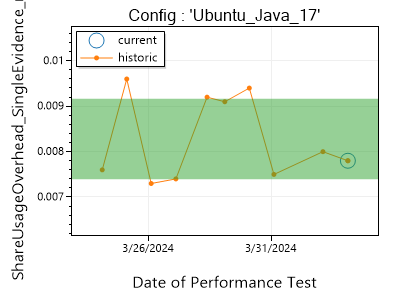 Config : 'Ubuntu_Java_17'
current
historic
0.01
0.009
0.008
0.007
3/26/2024
3/31/2024
Date of Performance Test
ShareUsageOverhead_SingleEvidence_